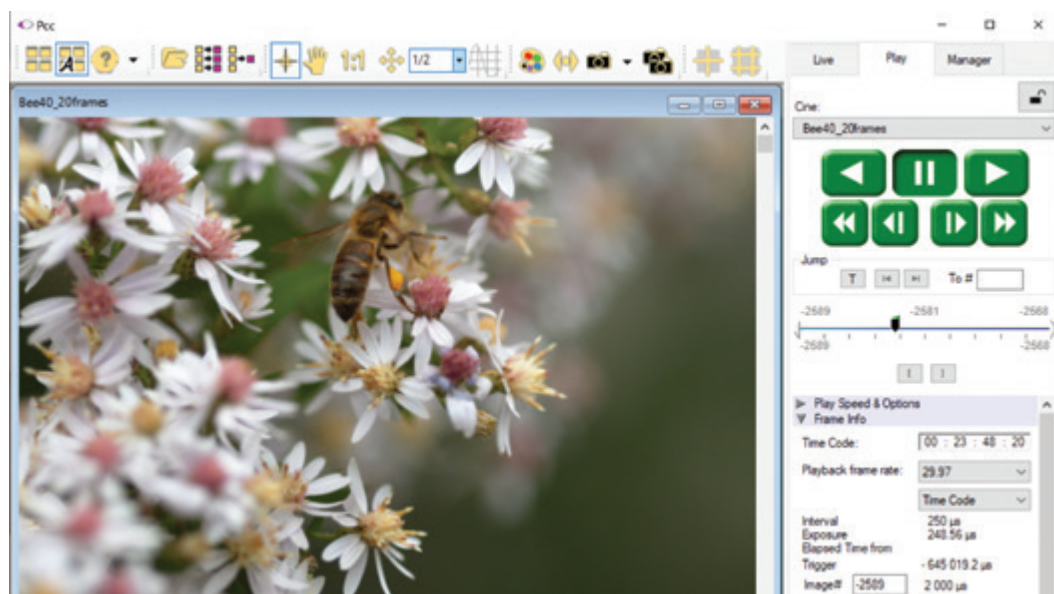 Pcc
A ? 1:1 1/2
Live Play Manager
Bee40_20frames
Cine:
Bee40_20frames
Jump
T To #
-2589 -2581 -2568
-2589 -2568
[ ]
Play Speed & Options
Frame Info
Time Code: 00 : 23 : 48 : 20
Playback frame rate: 29.97
Time Code
Interval 250 µs
Exposure 248.56 µs
Elapsed Time from
Trigger - 645 019.2 µs
Image# -2589 2 000 µs